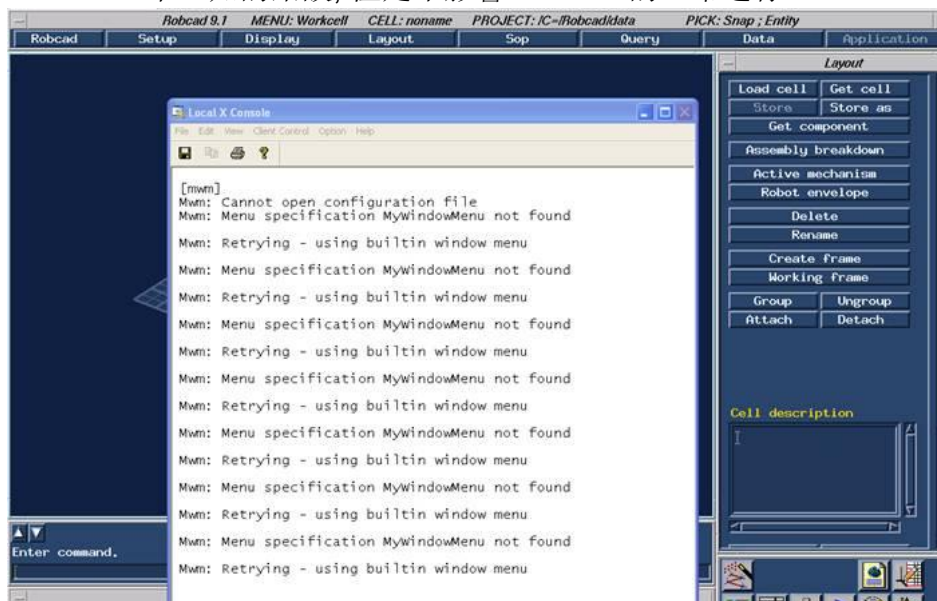 Robcad 9.1 MENU: Workcell CELL: noname PROJECT: /C=/Robcad/data PICK: Snap ; Entity
Robcad Setup Display Layout Sop Query Data Application
Layout
Load cell Get cell
Store Store as
Get component
Assembly breakdown
Active mechanism
Robot envelope
Delete
Rename
Create frame
Working frame
Group Ungroup
Attach Detach
Cell description
Local X Console
File Edit View Client Control Option Help
[mwm]
Mwm: Cannot open configuration file
Mwm: Menu specification MyWindowMenu not found
Mwm: Retrying - using builtin window menu
Mwm: Menu specification MyWindowMenu not found
Mwm: Retrying - using builtin window menu
Mwm: Menu specification MyWindowMenu not found
Mwm: Retrying - using builtin window menu
Mwm: Menu specification MyWindowMenu not found
Mwm: Retrying - using builtin window menu
Mwm: Menu specification MyWindowMenu not found
Mwm: Retrying - using builtin window menu
Mwm: Menu specification MyWindowMenu not found
Mwm: Retrying - using builtin window menu
Mwm: Menu specification MyWindowMenu not found
Mwm: Retrying - using builtin window menu
Enter command.